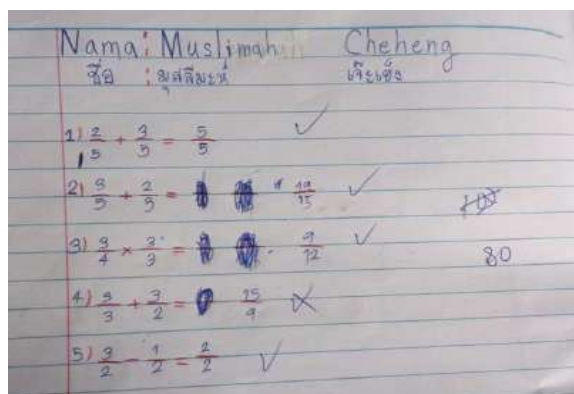 Nama : Muslimah Cheheng
ชื่อ : มุสลีมะห์ เจ๊ะเฮ็ง
1) 2/5 + 3/5 = 5/5 ✓
2) 3/5 + 2/3 = 19/15 ✓
3) 3/4 × 3/3 = 9/12 ✓
80
4) 5/3 + 3/2 = 15/9 ✗
5) 3/2 - 1/2 = 2/2 ✓